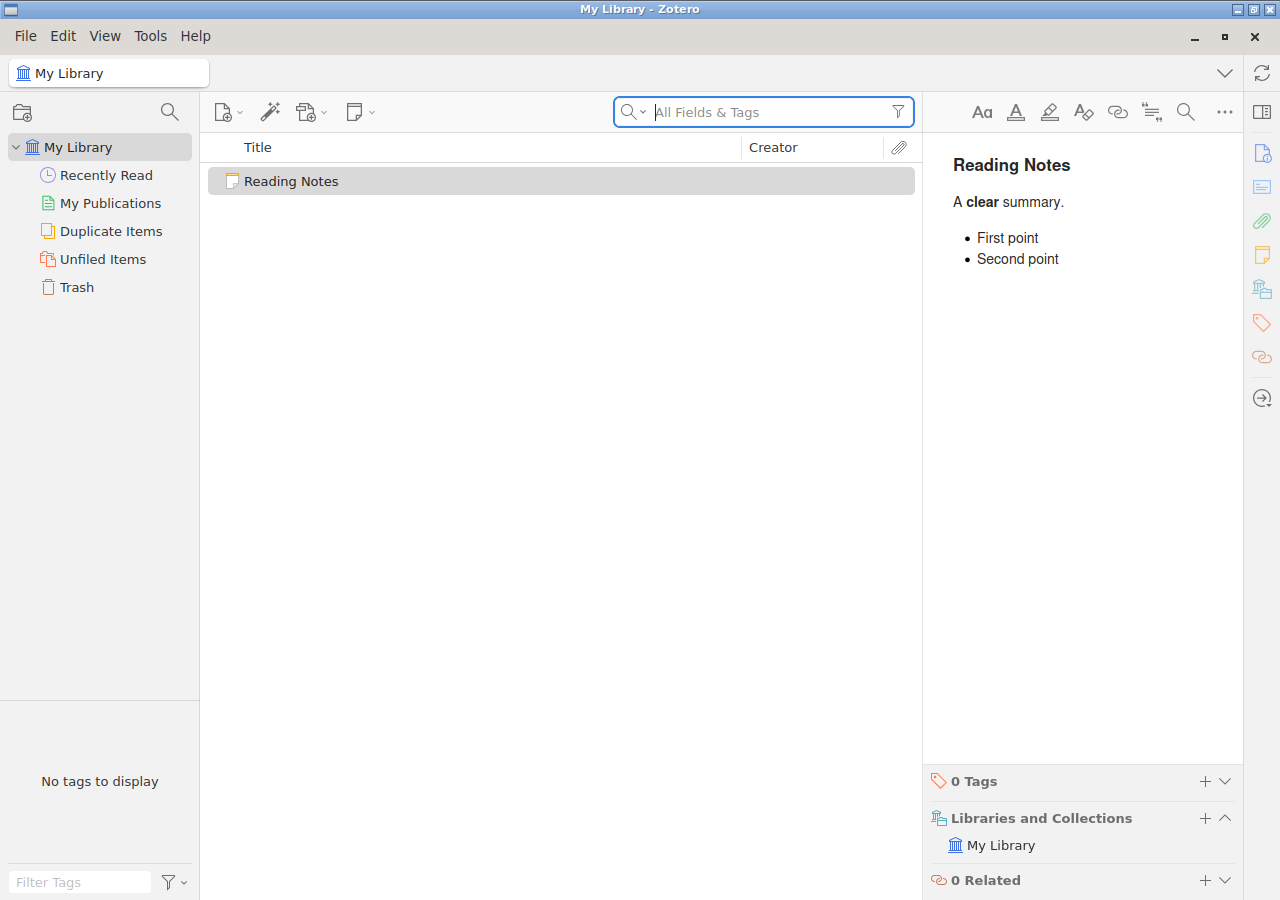 My Library - Zotero
File Edit View Tools Help
My Library
All Fields & Tags
My Library
Recently Read
My Publications
Duplicate Items
Unfiled Items
Trash
No tags to display
Filter Tags
Title Creator
Reading Notes
Aa A
Reading Notes
A clear summary.
• First point
• Second point
0 Tags
Libraries and Collections
My Library
0 Related